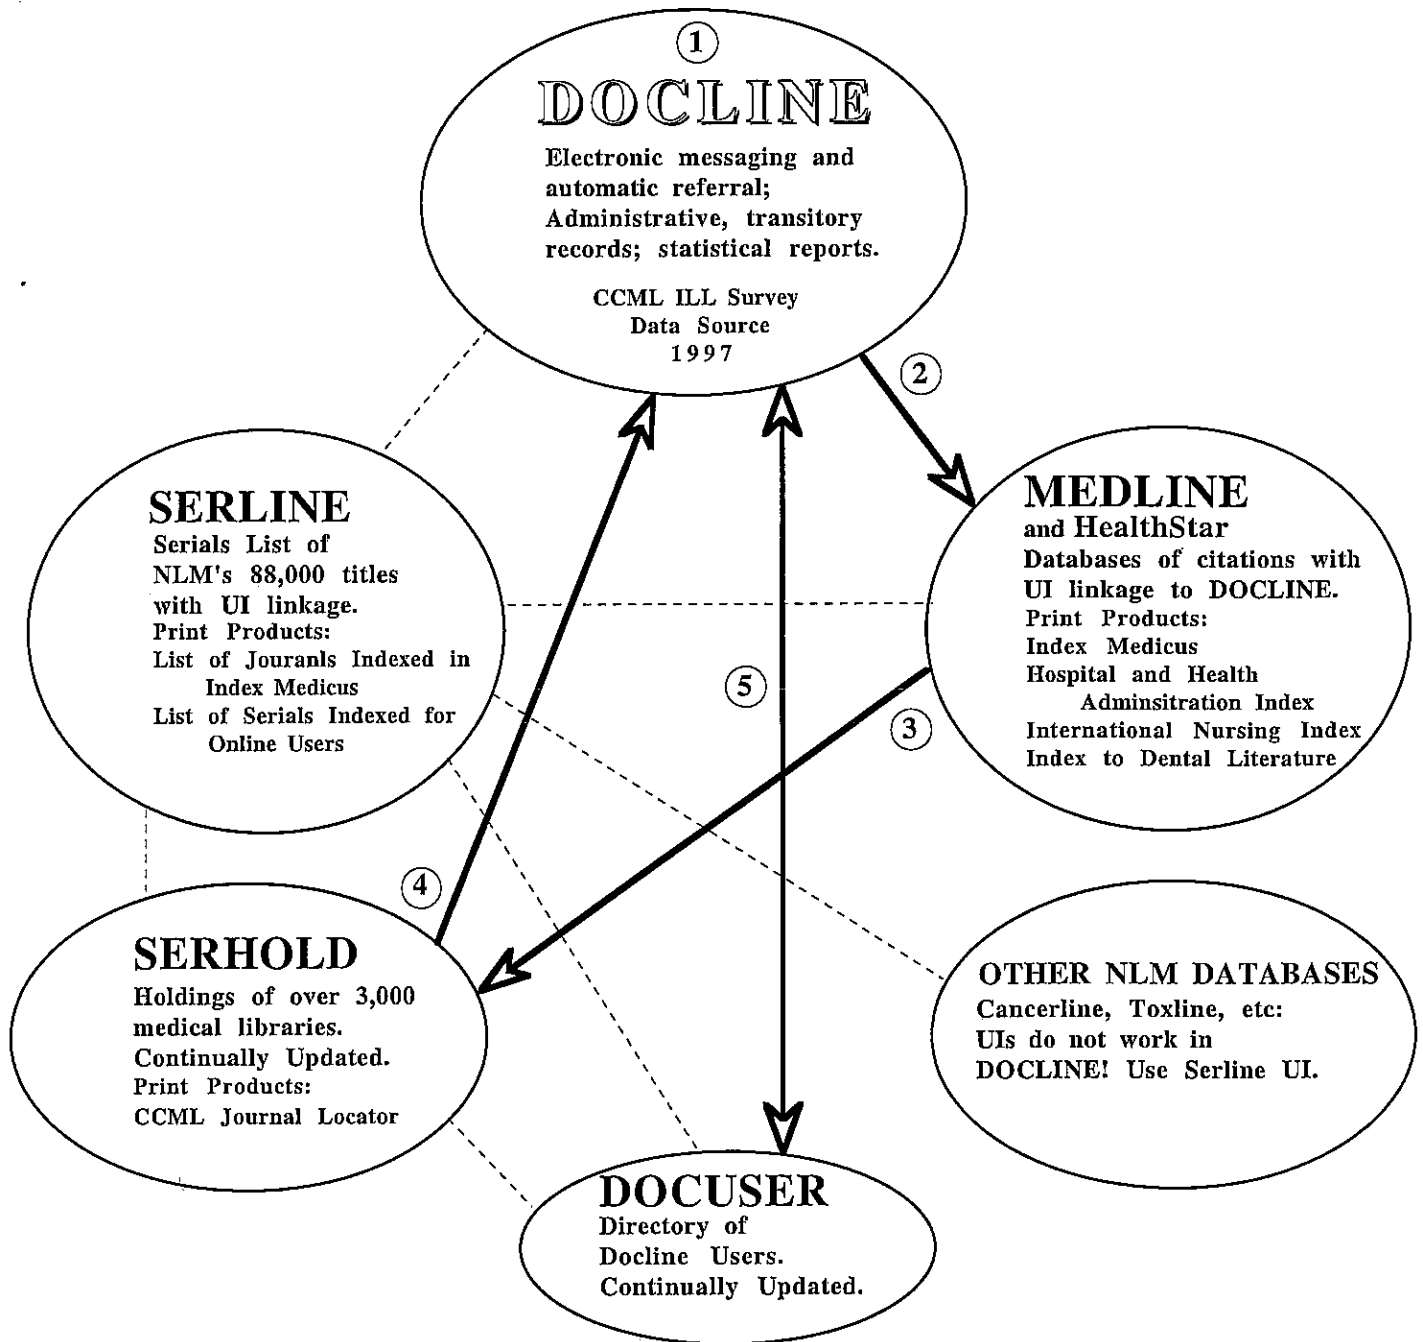 1
DOCLINE
Electronic messaging and
automatic referral;
Administrative, transitory
records; statistical reports.
CCML ILL Survey
Data Source
1997
2
SERLINE
Serials List of
NLM's 88,000 titles
with UI linkage.
Print Products:
List of Jouranls Indexed in
Index Medicus
List of Serials Indexed for
Online Users
MEDLINE
and HealthStar
Databases of citations with
UI linkage to DOCLINE.
Print Products:
Index Medicus
Hospital and Health
Adminsitration Index
International Nursing Index
Index to Dental Literature
5
3
4
SERHOLD
Holdings of over 3,000
medical libraries.
Continually Updated.
Print Products:
CCML Journal Locator
OTHER NLM DATABASES
Cancerline, Toxline, etc:
UIs do not work in
DOCLINE! Use Serline UI.
DOCUSER
Directory of
Docline Users.
Continually Updated.